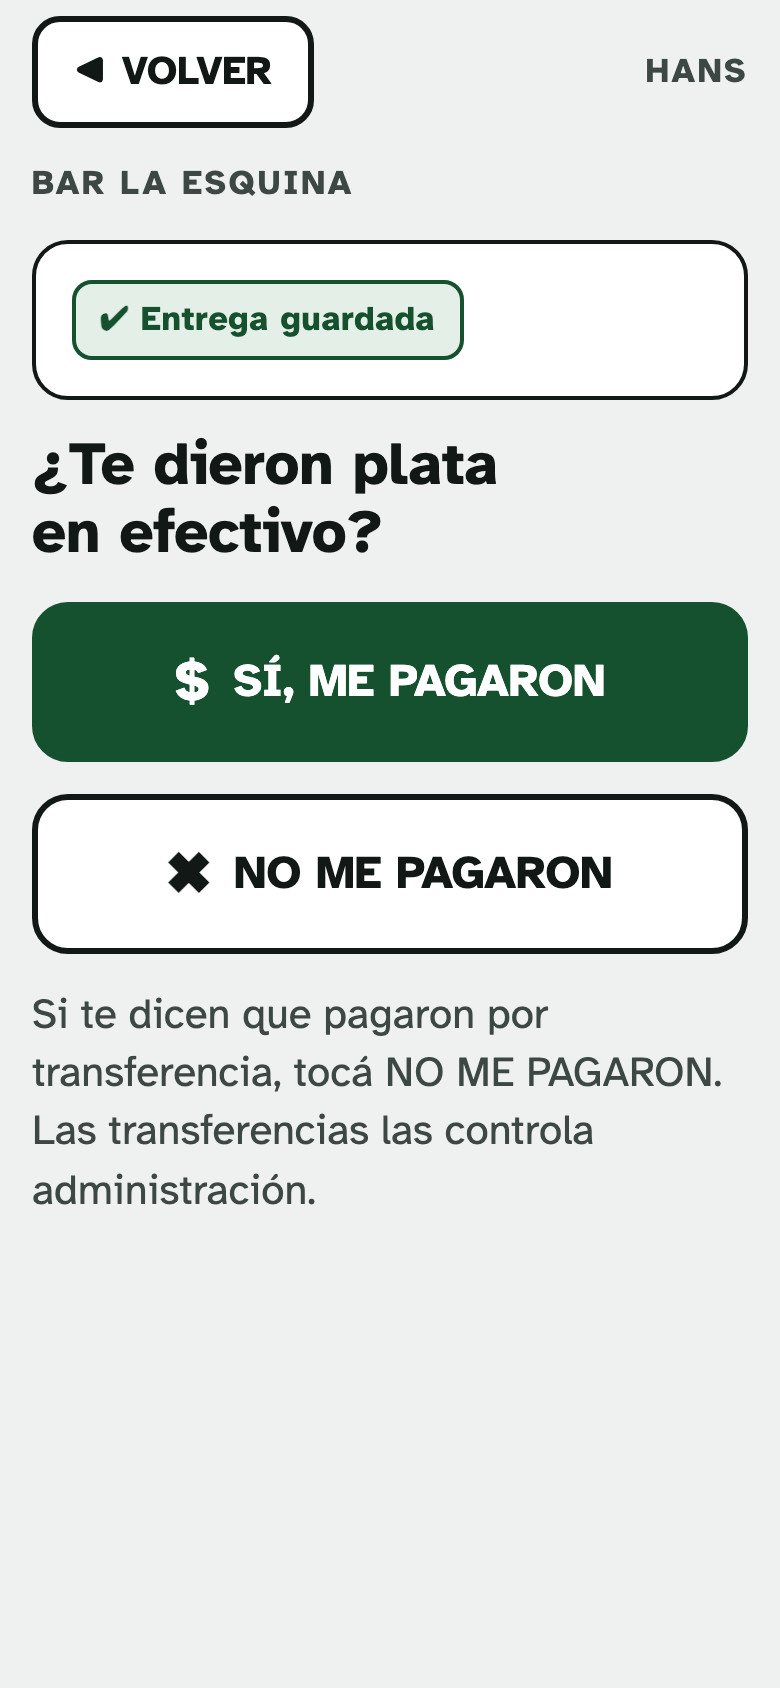 ◀ VOLVER
HANS
BAR LA ESQUINA
✔ Entrega guardada
¿Te dieron plata
en efectivo?
$ SÍ, ME PAGARON
✖ NO ME PAGARON
Si te dicen que pagaron por
transferencia, tocá NO ME PAGARON.
Las transferencias las controla
administración.